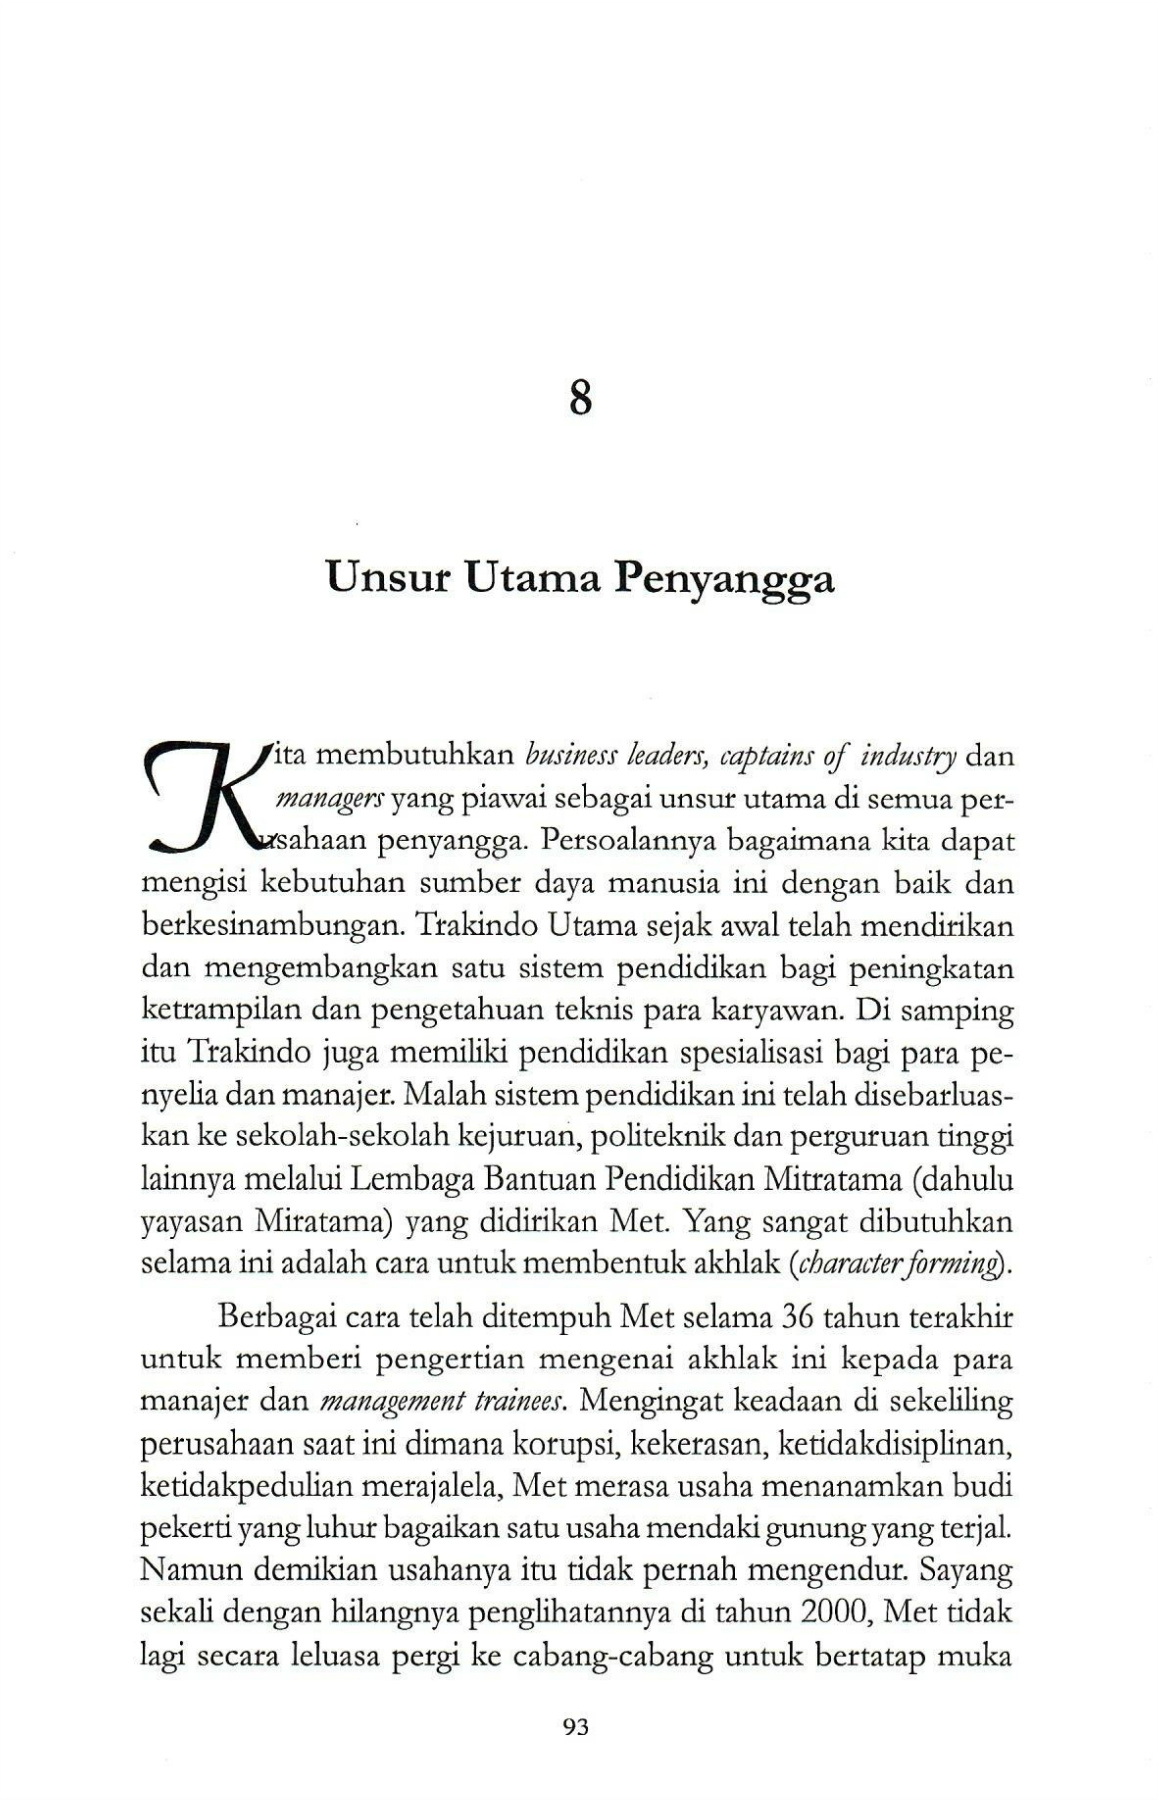 8
Unsur Utama Penyangga
Kita membutuhkan business leaders, captains of industry dan
managers yang piawai sebagai unsur utama di semua per-
usahaan penyangga. Persoalannya bagaimana kita dapat
mengisi kebutuhan sumber daya manusia ini dengan baik dan
berkesinambungan. Trakindo Utama sejak awal telah mendirikan
dan mengembangkan satu sistem pendidikan bagi peningkatan
ketrampilan dan pengetahuan teknis para karyawan. Di samping
itu Trakindo juga memiliki pendidikan spesialisasi bagi para pe-
nyelia dan manajer. Malah sistem pendidikan ini telah disebarluas-
kan ke sekolah-sekolah kejuruan, politeknik dan perguruan tinggi
lainnya melalui Lembaga Bantuan Pendidikan Mitratama (dahulu
yayasan Miratama) yang didirikan Met. Yang sangat dibutuhkan
selama ini adalah cara untuk membentuk akhlak (character forming).
Berbagai cara telah ditempuh Met selama 36 tahun terakhir
untuk memberi pengertian mengenai akhlak ini kepada para
manajer dan management trainees. Mengingat keadaan di sekeliling
perusahaan saat ini dimana korupsi, kekerasan, ketidakdisiplinan,
ketidakpedulian merajalela, Met merasa usaha menanamkan budi
pekerti yang luhur bagaikan satu usaha mendaki gunung yang terjal.
Namun demikian usahanya itu tidak pernah mengendur. Sayang
sekali dengan hilangnya penglihatannya di tahun 2000, Met tidak
lagi secara leluasa pergi ke cabang-cabang untuk bertatap muka
93